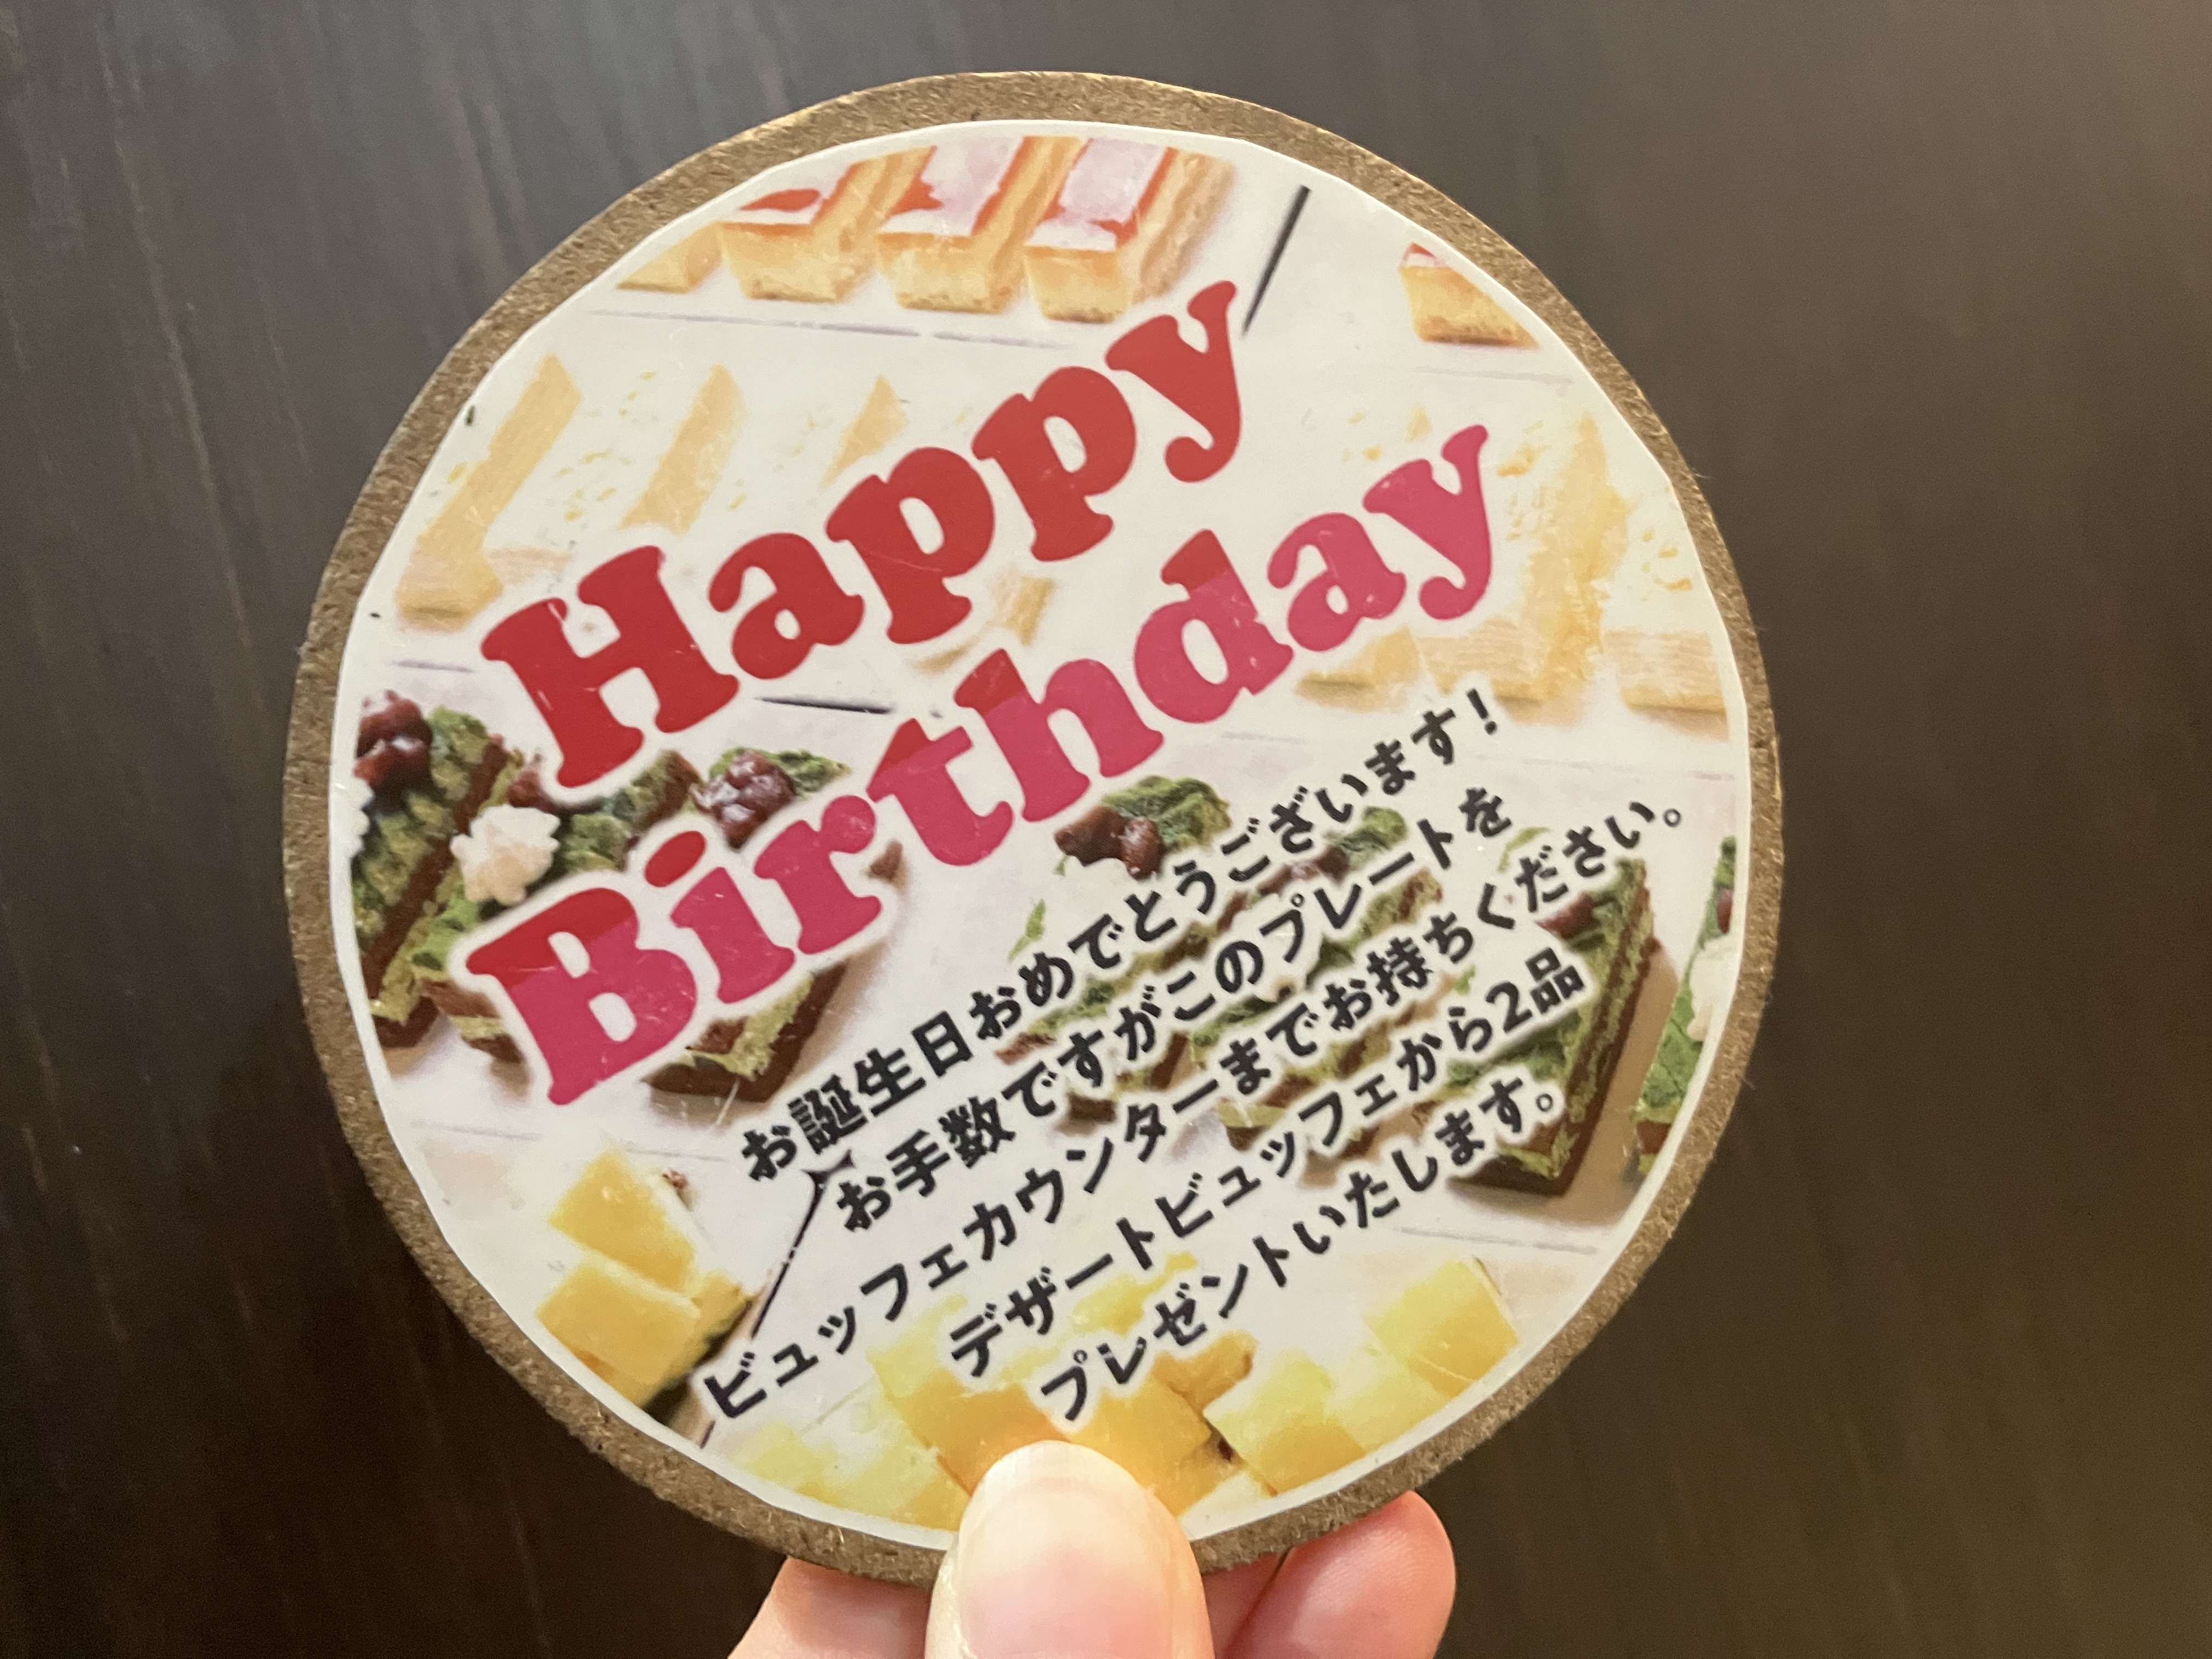 Happy
Birthday
お誕生日おめでとうございます!
お手数ですがこのプレートを
ビュッフェカウンターまでお持ちください。
デザートビュッフェから2品
プレゼントいたします。